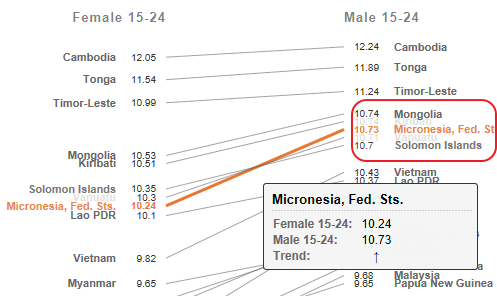 Female 15-24 Male 15-24
Cambodia 12.05 12.24 Cambodia
Tonga 11.54 11.89 Tonga
Timor-Leste 10.99 11.24 Timor-Leste
10.74 Mongolia
Kiribati
10.73 Micronesia, Fed. St
Vanuatu
10.7 Solomon Islands
Mongolia 10.53
Kiribati 10.51
10.43 Vietnam
10.37 Lao PDR
Solomon Islands 10.35
Vanuatu 10.3
Micronesia, Fed. Sts. 10.24
Lao PDR 10.1
Micronesia, Fed. Sts.
Female 15-24: 10.24
Male 15-24: 10.73
Trend: ↑
Vietnam 9.82
Myanmar 9.65
9.68 Malaysia
9.65 Papua New Guinea